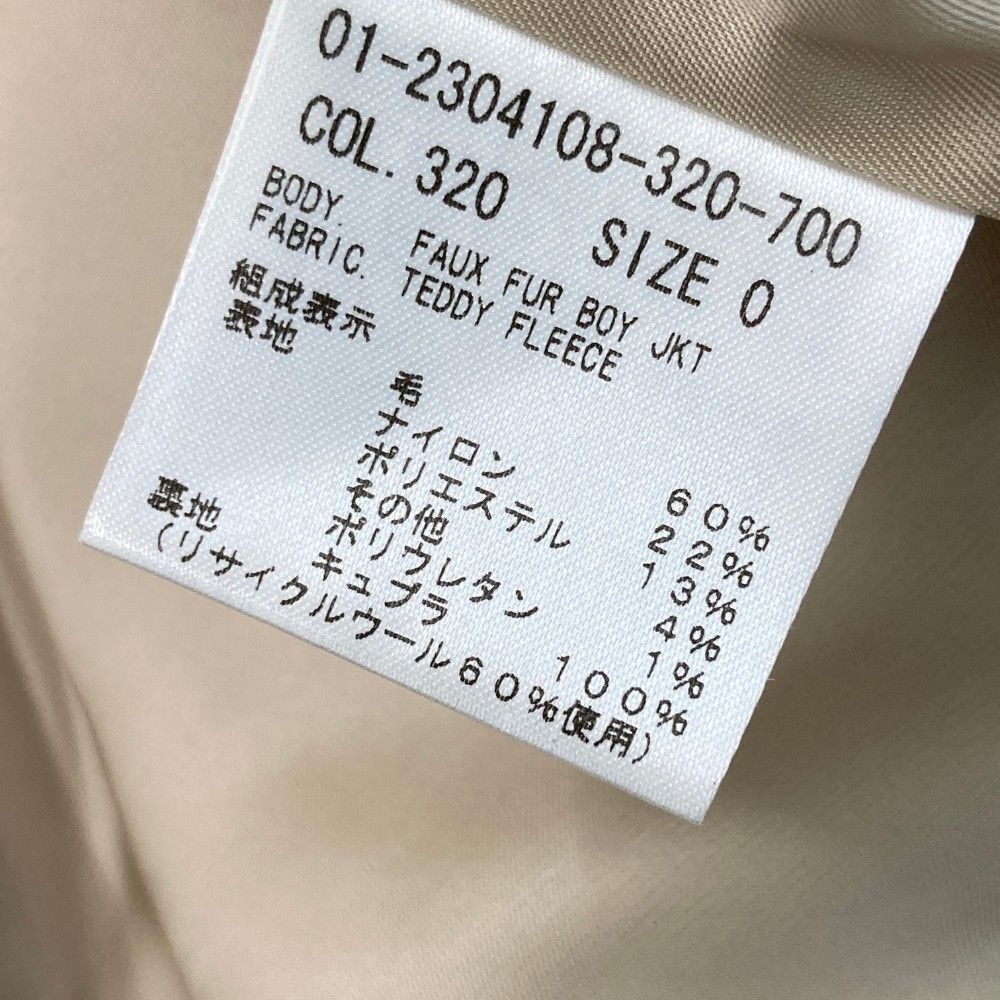 01-2304108-320-700
COL. 320 SIZE 0
BODY. FAUX FUR BOY JKT
FABRIC. TEDDY FLEECE
組成表示
表地
毛 60%
ナイロン 22%
ポリエステル 13%
その他 4%
ポリウレタン 1%
裏地 キュプラ 100%
(リサイクルウール60%使用)